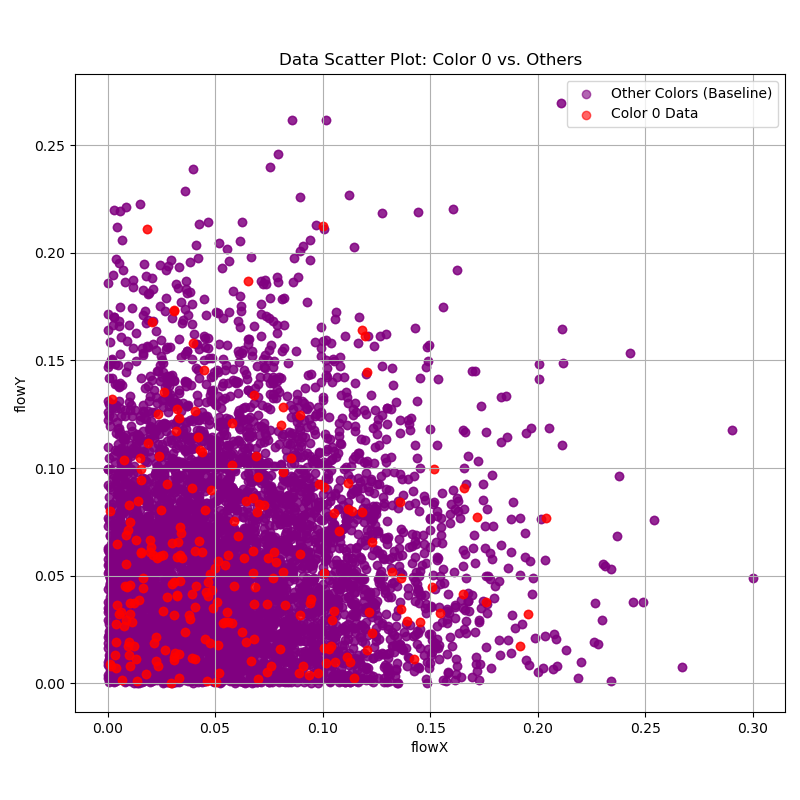 Data Scatter Plot: Color 0 vs. Others
Other Colors (Baseline)
Color 0 Data
0.25
0.20
0.15
0.10
0.05
0.00
flowY
0.00 0.05 0.10 0.15 0.20 0.25 0.30
flowX